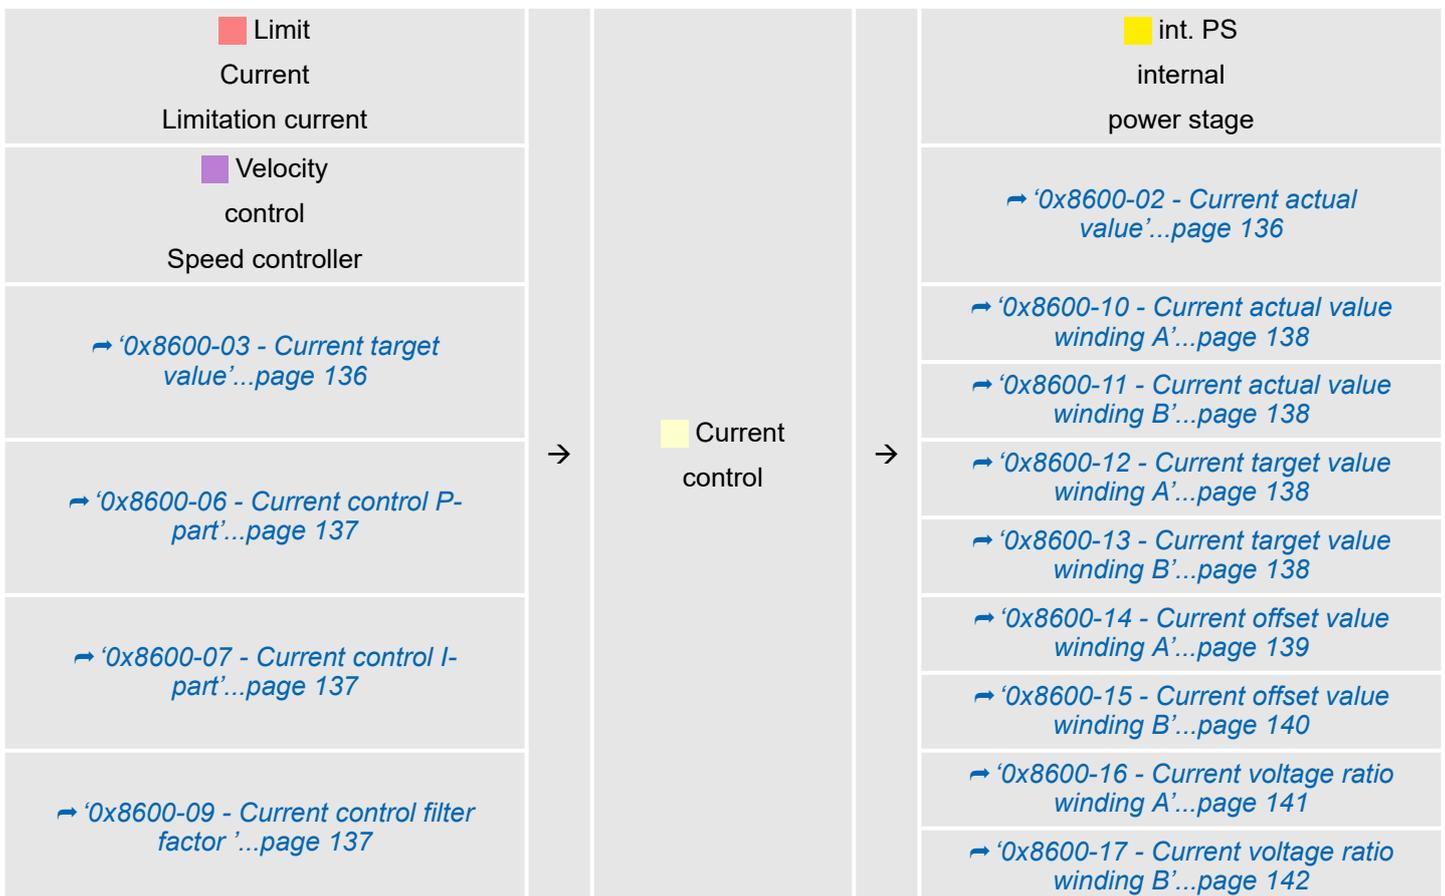 Limit
Current
Limitation current
Velocity
control
Speed controller
➦ ‘0x8600-03 - Current target
value’...page 136
➦ ‘0x8600-06 - Current control P-
part’...page 137
➦ ‘0x8600-07 - Current control I-
part’...page 137
➦ ‘0x8600-09 - Current control filter
factor ’...page 137
→
Current
control
→
int. PS
internal
power stage
➦ ‘0x8600-02 - Current actual
value’...page 136
➦ ‘0x8600-10 - Current actual value
winding A’...page 138
➦ ‘0x8600-11 - Current actual value
winding B’...page 138
➦ ‘0x8600-12 - Current target value
winding A’...page 138
➦ ‘0x8600-13 - Current target value
winding B’...page 138
➦ ‘0x8600-14 - Current offset value
winding A’...page 139
➦ ‘0x8600-15 - Current offset value
winding B’...page 140
➦ ‘0x8600-16 - Current voltage ratio
winding A’...page 141
➦ ‘0x8600-17 - Current voltage ratio
winding B’...page 142